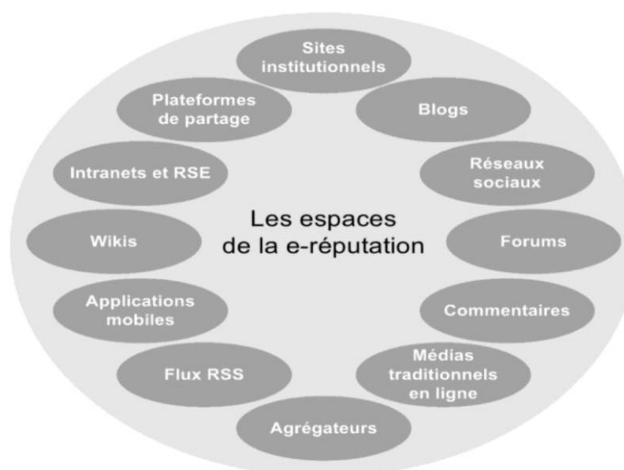 Sites
institutionnels
Plateformes
de partage
Blogs
Intranets et RSE
Réseaux
sociaux
Les espaces
de la e-réputation
Wikis
Forums
Applications
mobiles
Commentaires
Flux RSS
Médias
traditionnels
en ligne
Agrégateurs